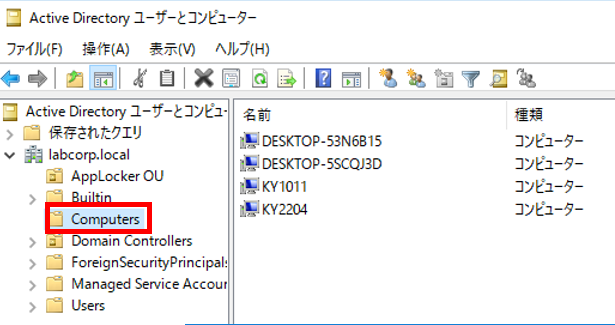 Active Directory ユーザーとコンピューター
ファイル(F) 操作(A) 表示(V) ヘルプ(H)
Active Directory ユーザーとコンピュ-
保存されたクエリ
labcorp.local
AppLocker OU
Builtin
Computers
Domain Controllers
ForeignSecurityPrincipals
Managed Service Accour
Users
名前 種類
DESKTOP-53N6B15 コンピューター
DESKTOP-5SCQJ3D コンピューター
KY1011 コンピューター
KY2204 コンピューター